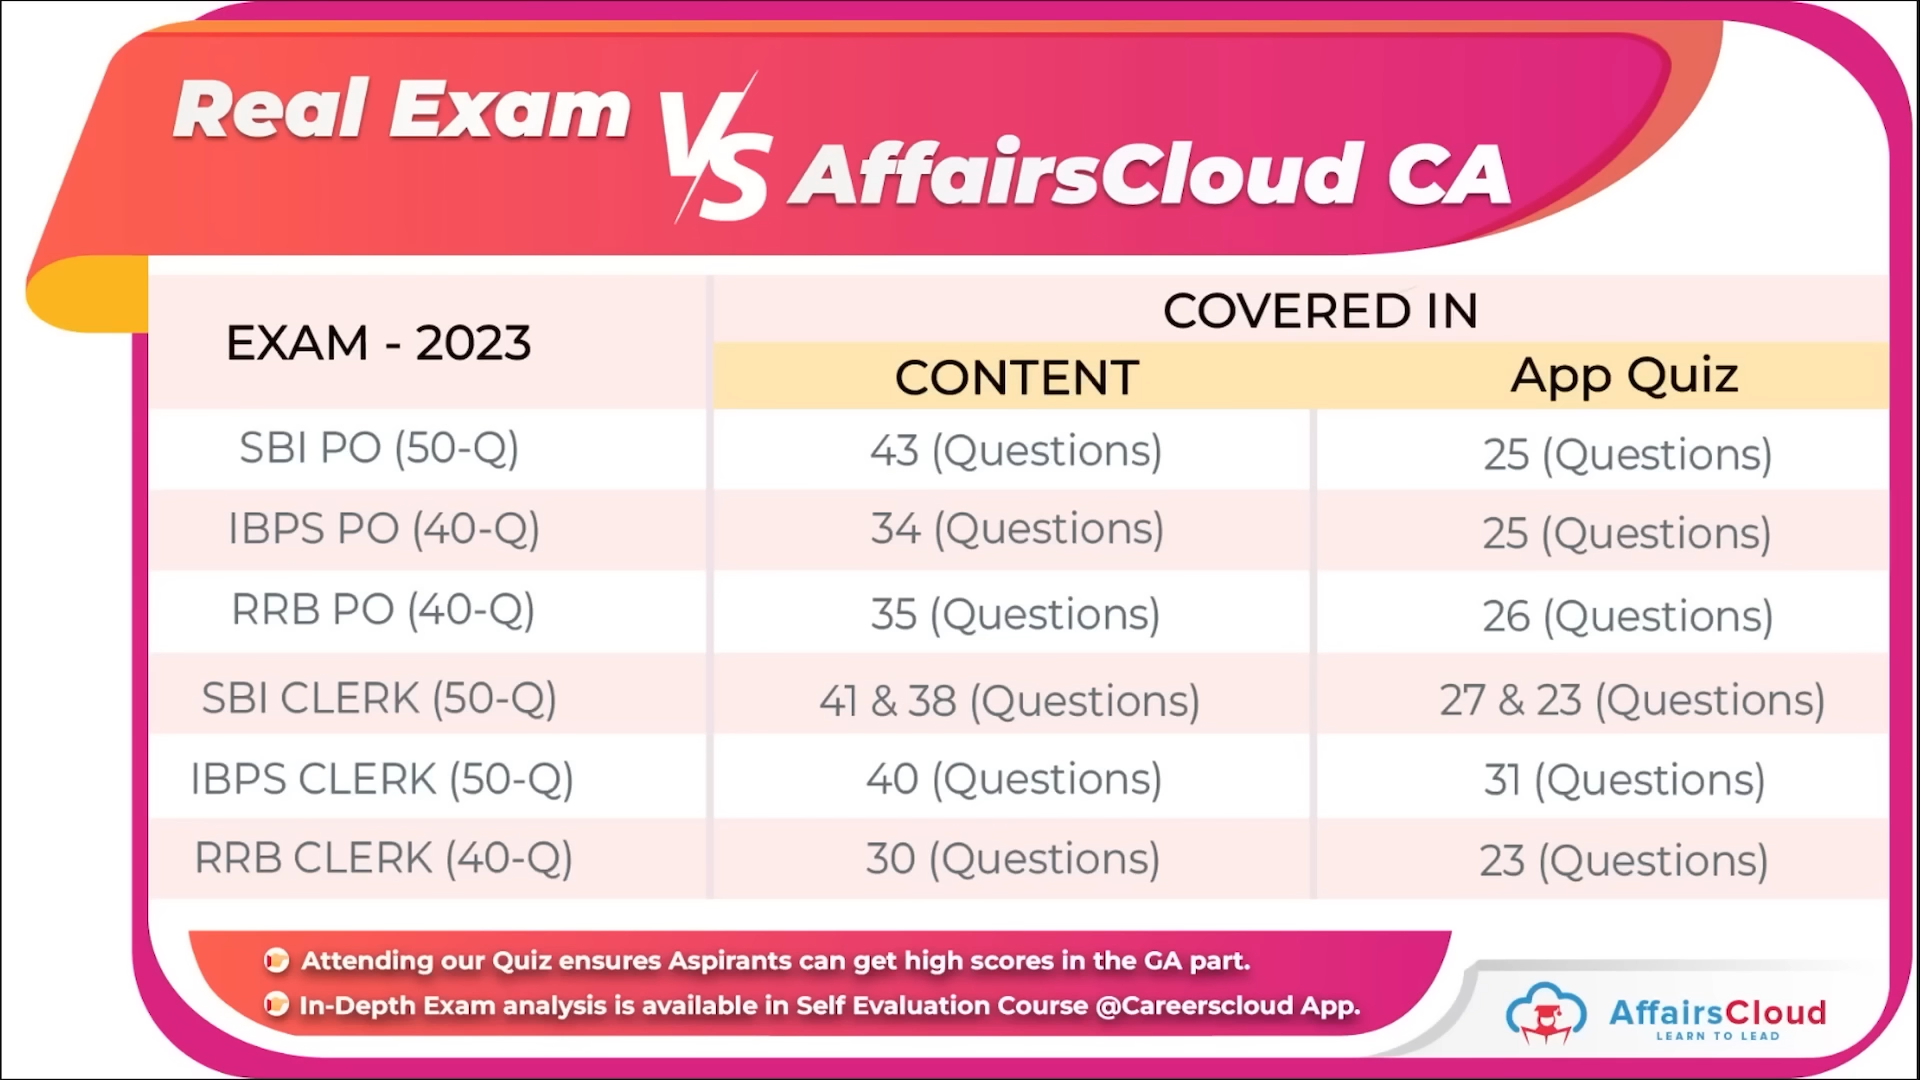 Real Exam VS AffairsCloud CA
EXAM - 2023
COVERED IN
CONTENT
App Quiz
SBI PO (50-Q) 43 (Questions) 25 (Questions)
IBPS PO (40-Q) 34 (Questions) 25 (Questions)
RRB PO (40-Q) 35 (Questions) 26 (Questions)
SBI CLERK (50-Q) 41 & 38 (Questions) 27 & 23 (Questions)
IBPS CLERK (50-Q) 40 (Questions) 31 (Questions)
RRB CLERK (40-Q) 30 (Questions) 23 (Questions)
Attending our Quiz ensures Aspirants can get high scores in the GA part.
In-Depth Exam analysis is available in Self Evaluation Course @Careerscloud App.
AffairsCloud
LEARN TO LEAD